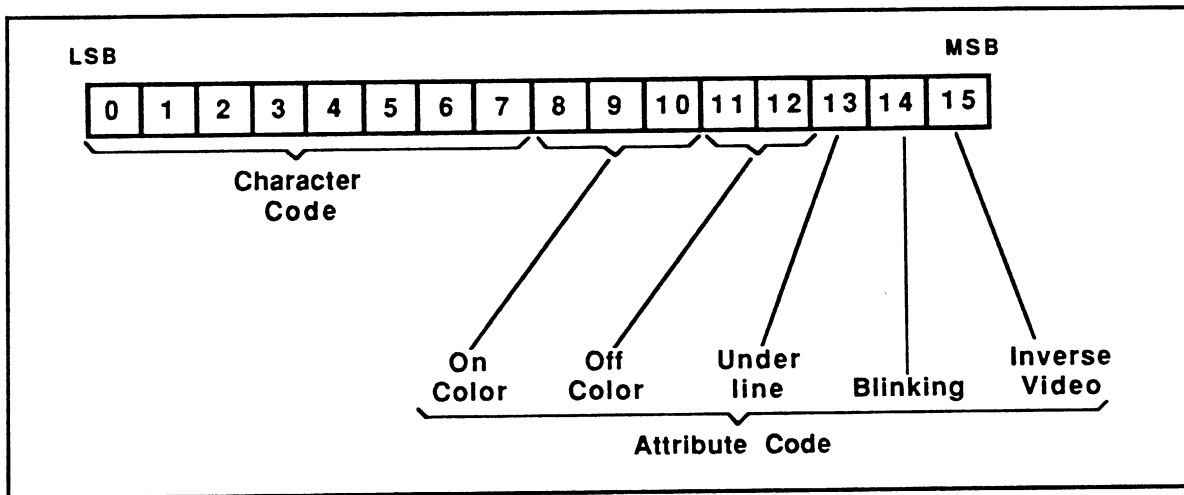 LSB MSB
0 1 2 3 4 5 6 7 8 9 10 11 12 13 14 15
Character
Code
On Off Under Inverse
Color Color line Blinking Video
Attribute Code